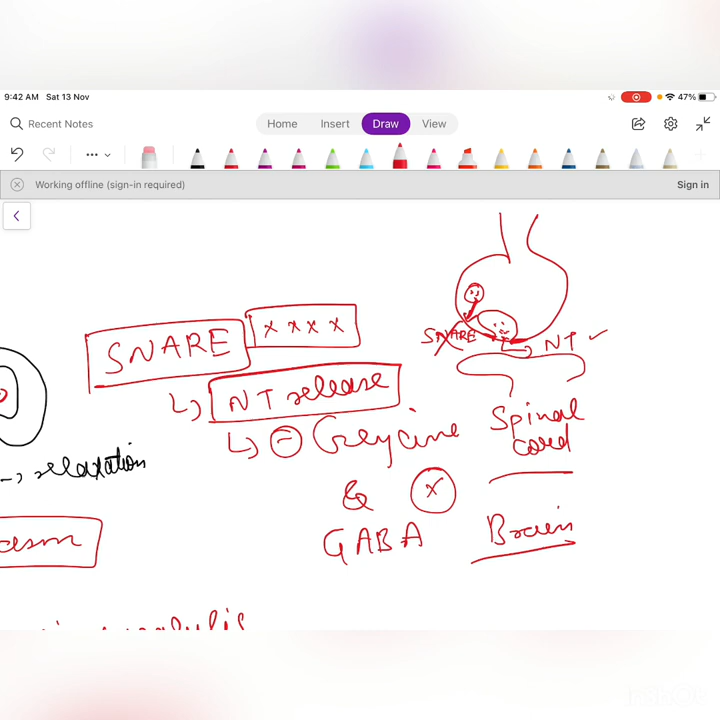 9:42 AM Sat 13 Nov
47%
Recent Notes
Home Insert Draw View
Working offline (sign-in required)
Sign in
SNARE x x x x
SNARE
NT ✓
↳ NT release
↳ ⊖ Glycine
& ⓧ
GABA
Spinal
cord
Brain
→ relaxation
asm